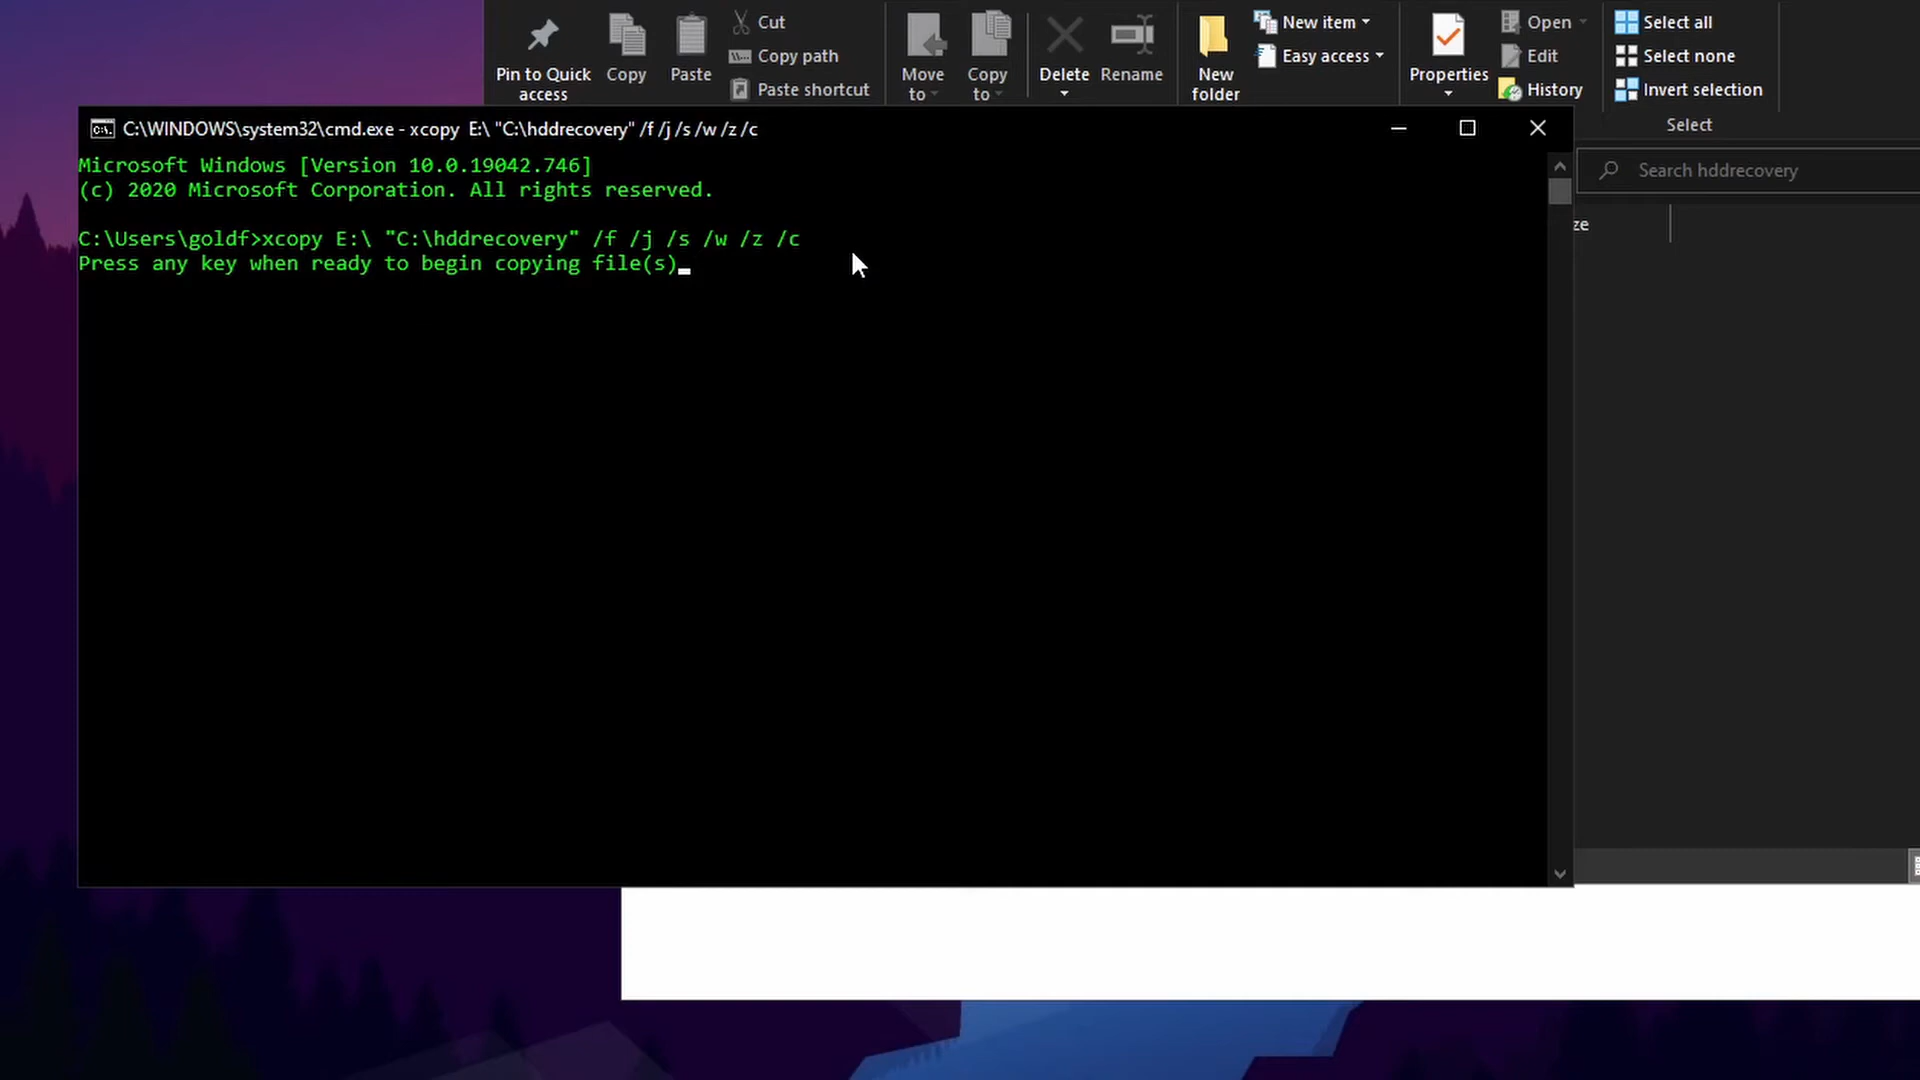 Pin to Quick access
Copy
Paste
Cut
Copy path
Paste shortcut
Move to
Copy to
Delete
Rename
New folder
New item
Easy access
Properties
Open
Edit
History
Select all
Select none
Invert selection
Select
C:\WINDOWS\system32\cmd.exe - xcopy  E:\ "C:\hddrecovery" /f /j /s /w /z /c
Search hddrecovery
ze
Microsoft Windows [Version 10.0.19042.746]
(c) 2020 Microsoft Corporation. All rights reserved.
C:\Users\goldf>xcopy E:\ "C:\hddrecovery" /f /j /s /w /z /c
Press any key when ready to begin copying file(s)